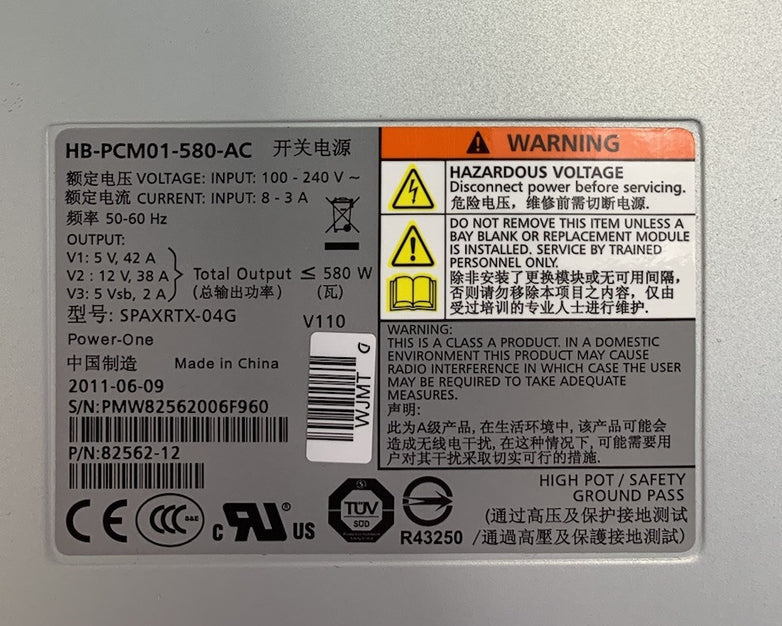 HB-PCM01-580-AC 开关电源
额定电压 VOLTAGE: INPUT: 100 - 240 V ~
额定电流 CURRENT: INPUT: 8 - 3 A
频率 50-60 Hz
OUTPUT:
V1: 5 V, 42 A
V2 : 12 V, 38 A
V3: 5 Vsb, 2 A
Total Output ≤ 580 W
(总输出功率) (瓦)
型号: SPAXRTX-04G
V110
Power-One
中国制造 Made in China
2011-06-09
S/N:PMW82562006F960
P/N:82562-12
WJMT
CE
CCC S&E
c RU ® US
TÜV
SÜD
R43250
WARNING
HAZARDOUS VOLTAGE
Disconnect power before servicing.
危险电压，维修前需切断电源.
DO NOT REMOVE THIS ITEM UNLESS A
BAY BLANK OR REPLACEMENT MODULE
IS INSTALLED. SERVICE BY TRAINED
PERSONNEL ONLY.
除非安装了更换模块或无可用间隔，
否则请勿移除本项目之内容，仅由
受过培训的专业人士进行维护.
WARNING:
THIS IS A CLASS A PRODUCT. IN A DOMESTIC
ENVIRONMENT THIS PRODUCT MAY CAUSE
RADIO INTERFERENCE IN WHICH CASE THE USER
MAY BE REQUIRED TO TAKE ADEQUATE
MEASURES.
声明:
此为A级产品, 在生活环境中, 该产品可能会
造成无线电干扰, 在这种情况下, 可能需要用
户对其干扰采取切实可行的措施.
HIGH POT / SAFETY
GROUND PASS
(通过高压及保护接地测试
/通過高壓及保護接地測試)